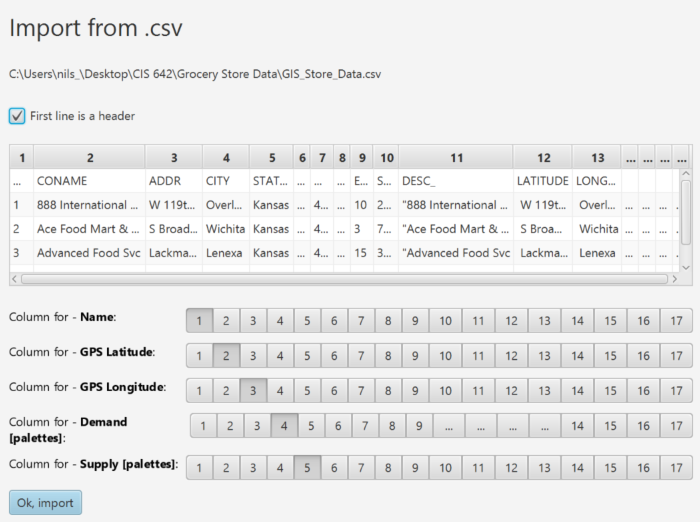 Import from .csv
C:\Users\nils_\Desktop\CIS 642\Grocery Store Data\GIS_Store_Data.csv
First line is a header
1 2 3 4 5 6 7 8 9 10 11 12 13 ... ... ... ...
... CONAME ADDR CITY STAT... ... ... ... E... S... DESC_ LATITUDE LONG...
1 888 International ... W 119t... Overl... Kansas ... 4... ... 10 2... "888 International ... W 119t... Overl... ... ... ... .
2 Ace Food Mart & ... S Broad... Wichita Kansas ... 4... ... 3 7... "Ace Food Mart & ... S Broa... Wichita ... ... ... .
3 Advanced Food Svc Lackma... Lenexa Kansas ... 4... ... 15 3... "Advanced Food Svc Lackma... Lenexa ... ... ... .
Column for - Name: 1 2 3 4 5 6 7 8 9 10 11 12 13 14 15 16 17
Column for - GPS Latitude: 1 2 3 4 5 6 7 8 9 10 11 12 13 14 15 16 17
Column for - GPS Longitude: 1 2 3 4 5 6 7 8 9 10 11 12 13 14 15 16 17
Column for - Demand
[palettes]: 1 2 3 4 5 6 7 8 9 ... ... ... ... 14 15 16 17
Column for - Supply [palettes]: 1 2 3 4 5 6 7 8 9 10 11 12 13 14 15 16 17
Ok, import